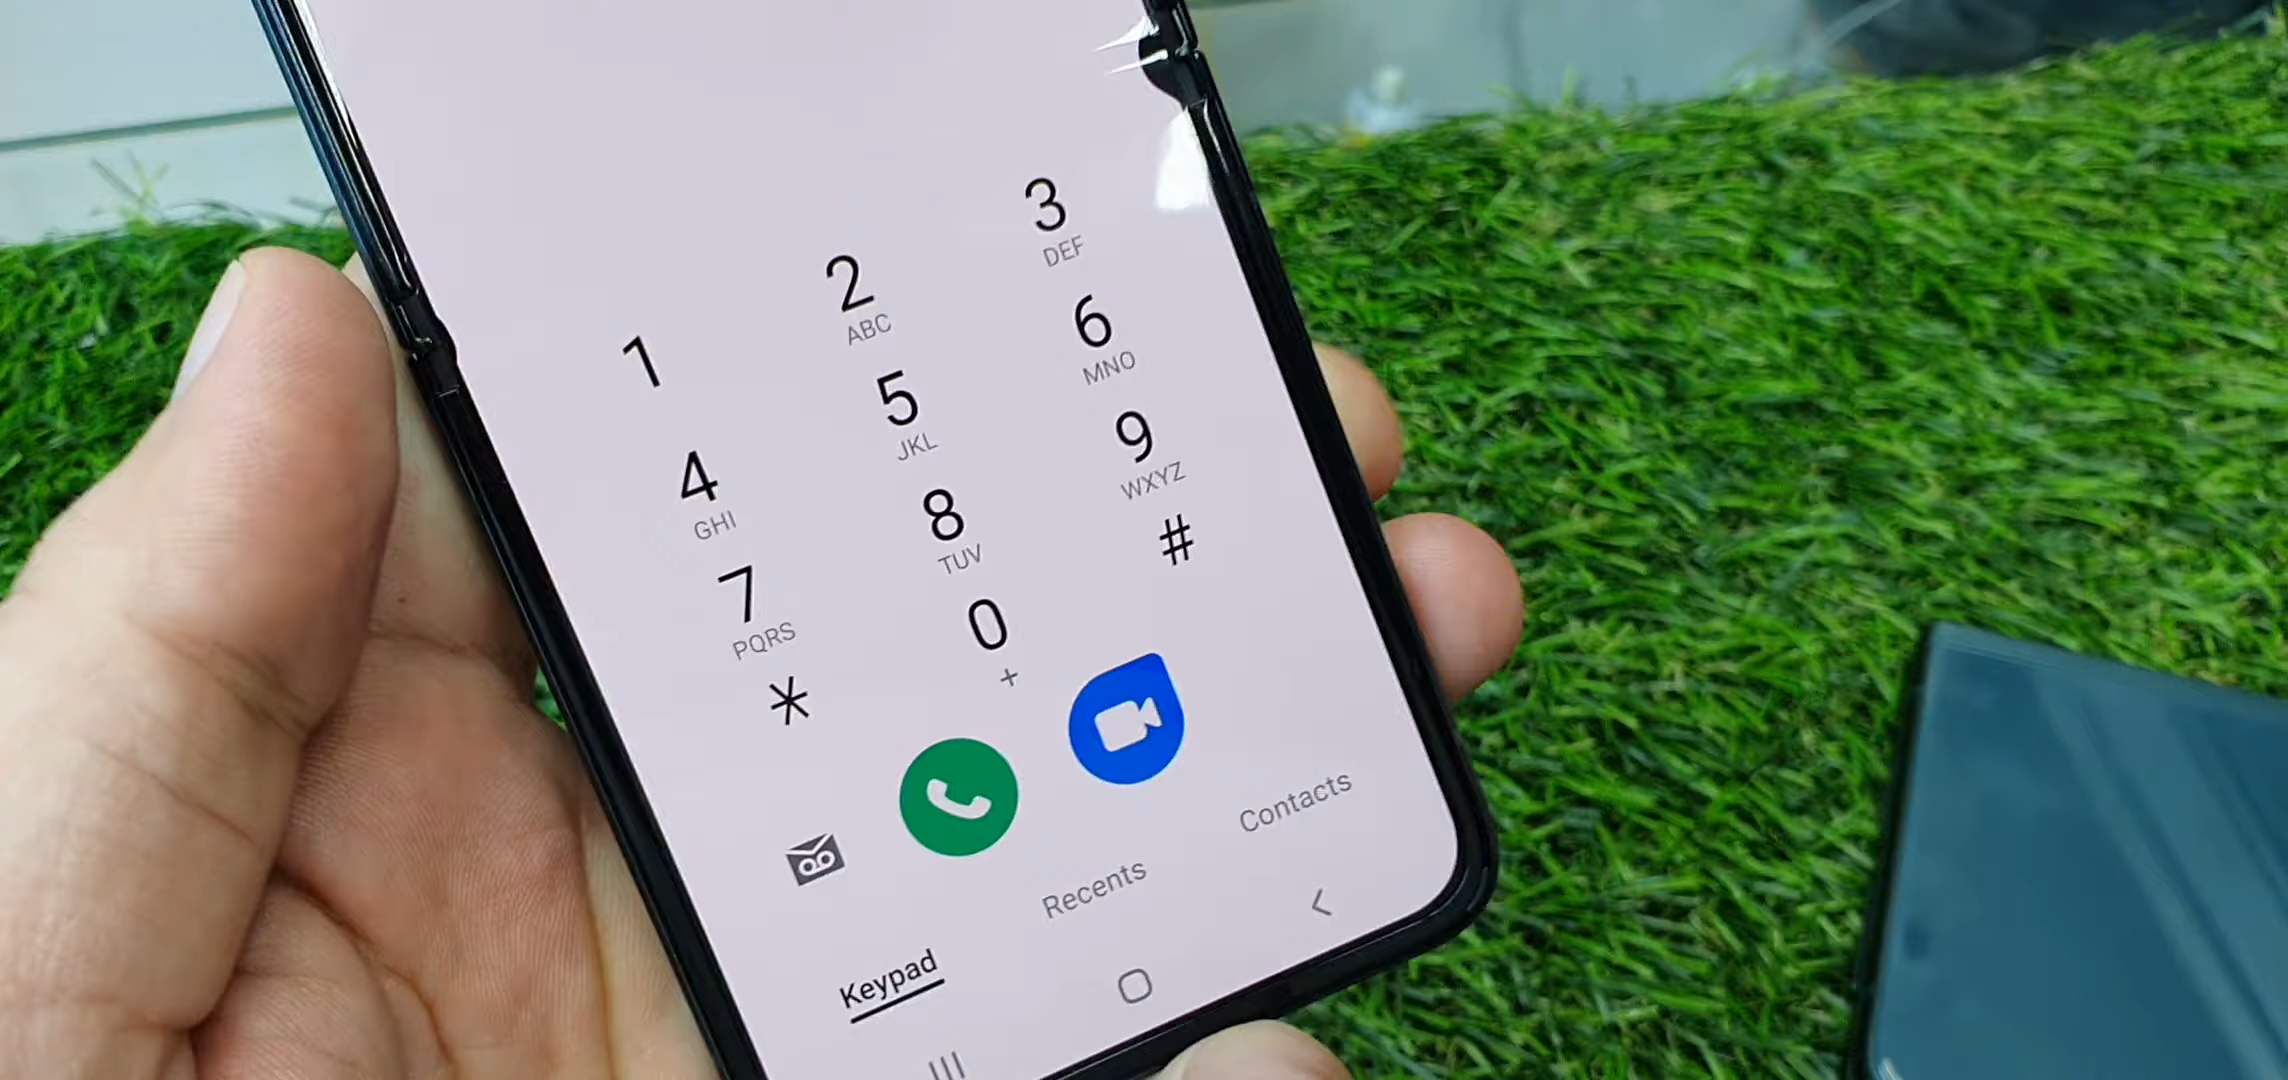 1
2
ABC
3
DEF
4
GHI
5
JKL
6
MNO
7
PQRS
8
TUV
9
WXYZ
*
0
+
#
Keypad
Recents
Contacts